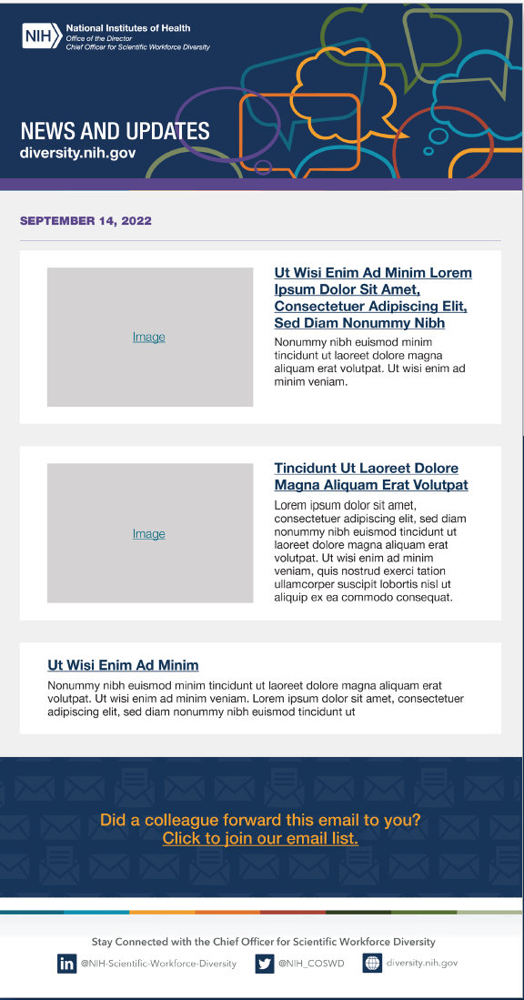 NIH
National Institutes of Health
Office of the Director
Chief Officer for Scientific Workforce Diversity
NEWS AND UPDATES
diversity.nih.gov
SEPTEMBER 14, 2022
Image
Ut Wisi Enim Ad Minim Lorem
Ipsum Dolor Sit Amet,
Consectetuer Adipiscing Elit,
Sed Diam Nonummy Nibh
Nonummy nibh euismod minim
tincidunt ut laoreet dolore magna
aliquam erat volutpat. Ut wisi enim ad
minim veniam.
Image
Tincidunt Ut Laoreet Dolore
Magna Aliquam Erat Volutpat
Lorem ipsum dolor sit amet,
consectetuer adipiscing elit, sed diam
nonummy nibh euismod tincidunt ut
laoreet dolore magna aliquam erat
volutpat. Ut wisi enim ad minim
veniam, quis nostrud exerci tation
ullamcorper suscipit lobortis nisl ut
aliquip ex ea commodo consequat.
Ut Wisi Enim Ad Minim
Nonummy nibh euismod minim tincidunt ut laoreet dolore magna aliquam erat
volutpat. Ut wisi enim ad minim veniam. Lorem ipsum dolor sit amet, consectetuer
adipiscing elit, sed diam nonummy nibh euismod tincidunt ut
Did a colleague forward this email to you?
Click to join our email list.
Stay Connected with the Chief Officer for Scientific Workforce Diversity
in @NIH-Scientific-Workforce-Diversity @NIH_COSWD diversity.nih.gov